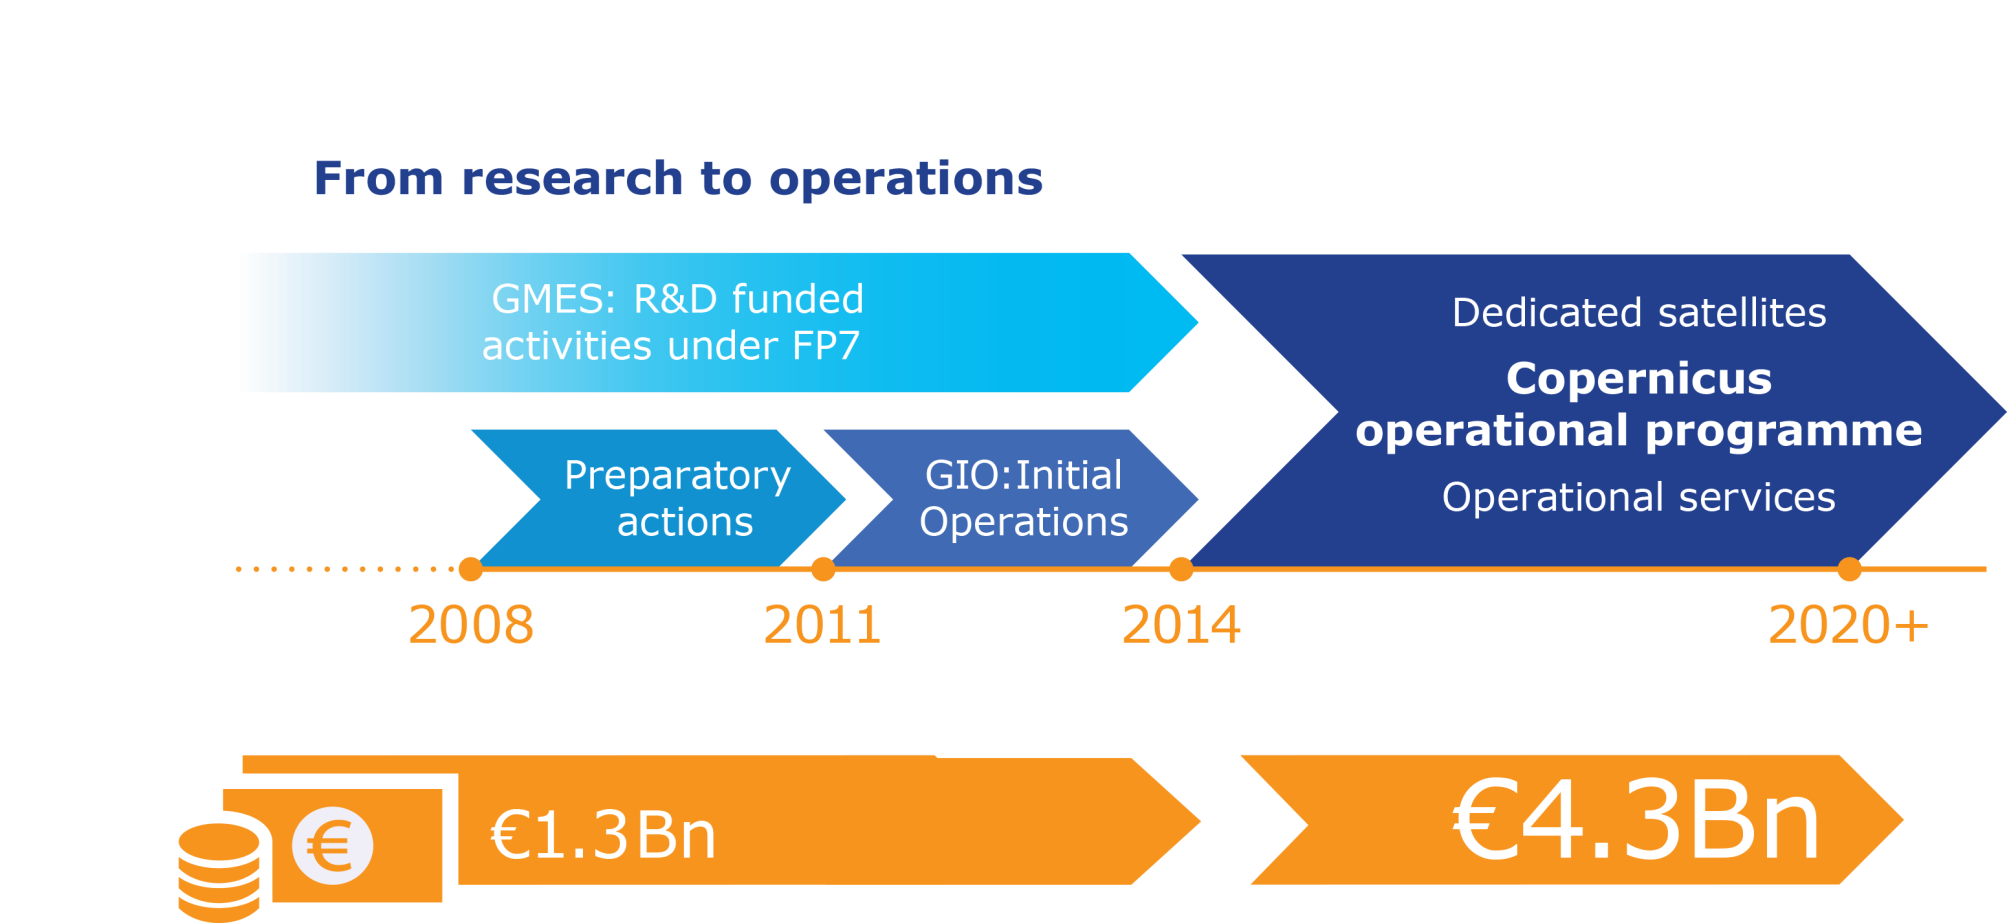 From research to operations
GMES: R&D funded
activities under FP7
Dedicated satellites
Copernicus
operational programme
Operational services
Preparatory
actions
GIO:Initial
Operations
2008
2011
2014
2020+
€
€1.3Bn
€4.3Bn